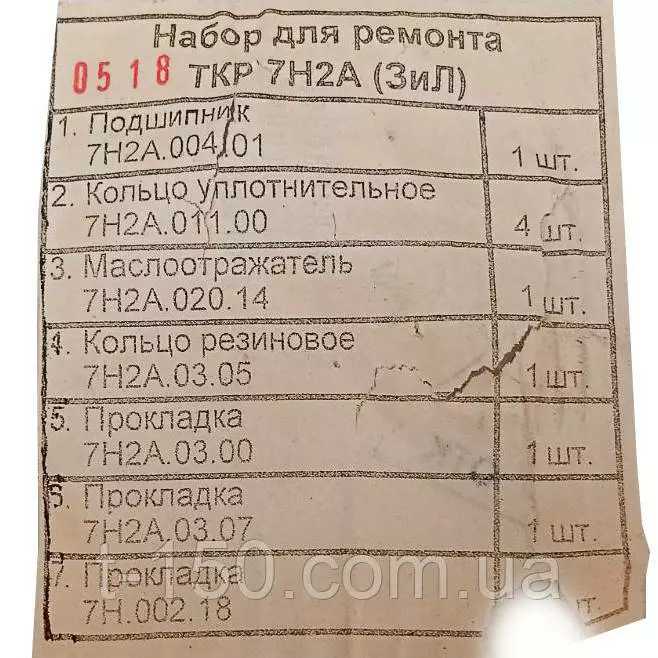 Набор для ремонта
0518 ТКР 7Н2А (ЗиЛ)
1. Подшипник
7Н2А.004.01
1 шт.
2. Кольцо уплотнительное
7Н2А.011.00
4 шт.
3. Маслоотражатель
7Н2А.020.14
1 шт.
4. Кольцо резиновое
7Н2А.03.05
1 шт.
5. Прокладка
7Н2А.03.00
1 шт.
6. Прокладка
7Н2А.03.07
1 шт.
7. Прокладка
7Н.002.18
шт.
t-150.com.ua